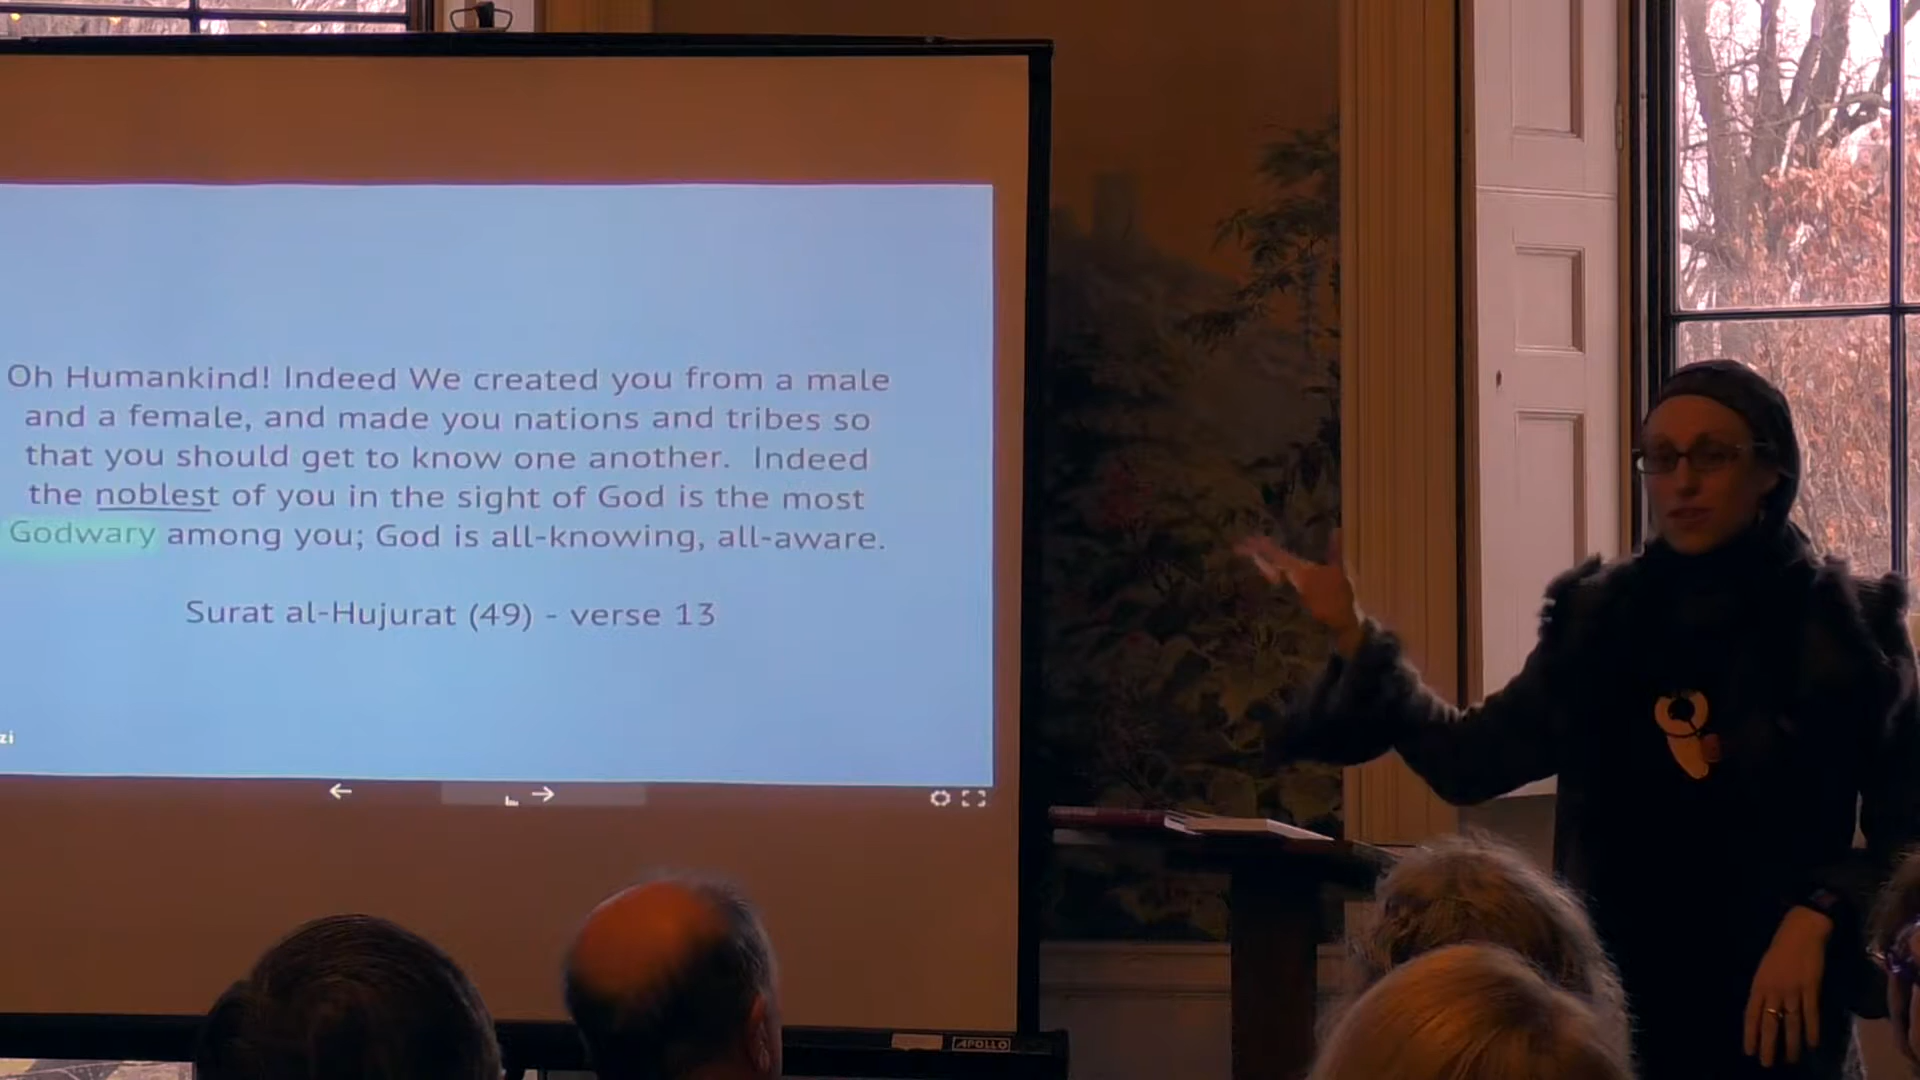 Oh Humankind! Indeed We created you from a male
and a female, and made you nations and tribes so
that you should get to know one another. Indeed
the noblest of you in the sight of God is the most
Godwary among you; God is all-knowing, all-aware.
Surat al-Hujurat (49) - verse 13
zi
APOLLO